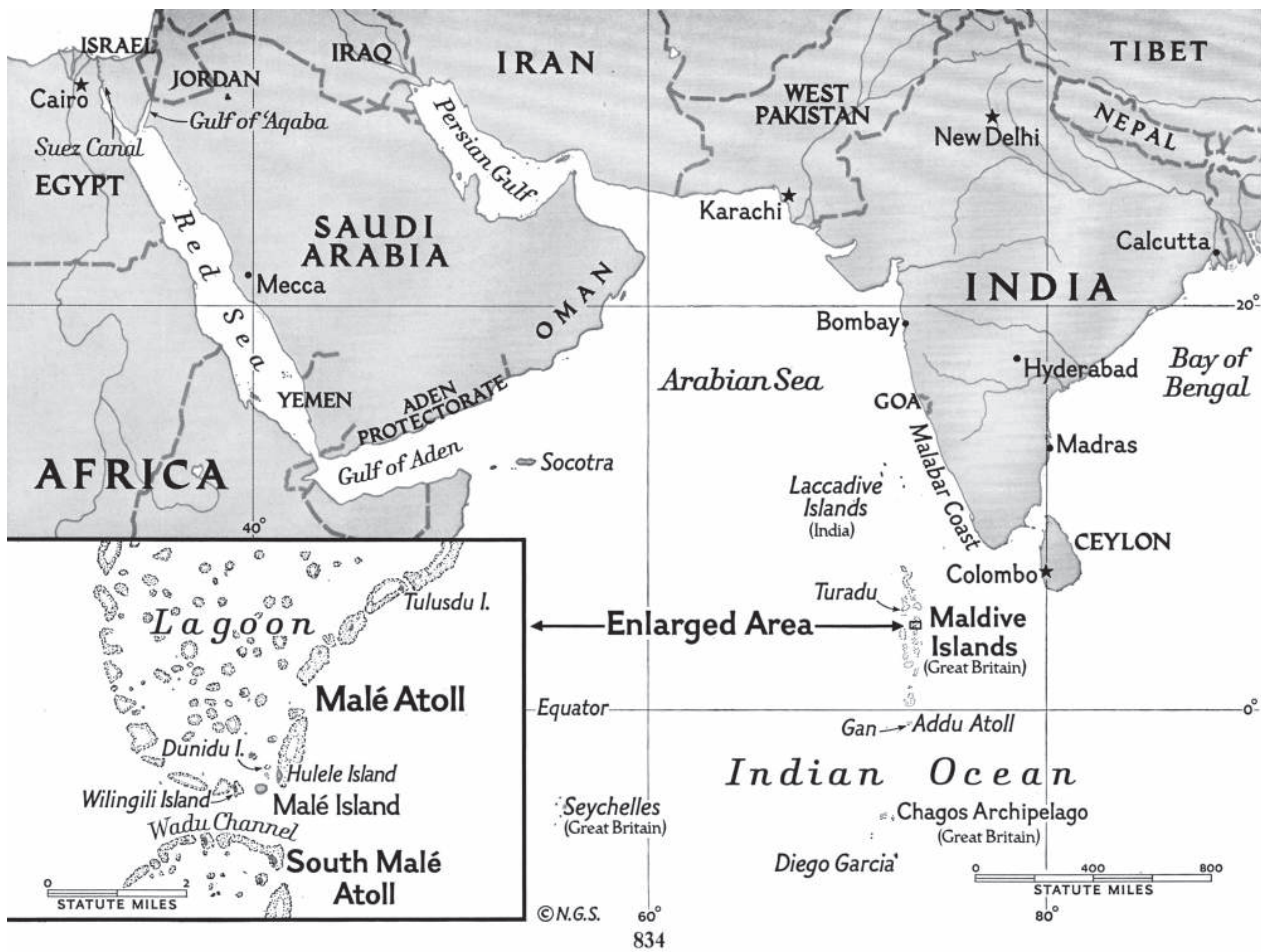 ISRAEL
IRAQ
IRAN
TIBET
JORDAN
Cairo
Gulf of 'Aqaba
Suez Canal
EGYPT
Persian Gulf
WEST
PAKISTAN
New Delhi
NEPAL
Karachi
Calcutta
Red Sea
SAUDI
ARABIA
Mecca
OMAN
INDIA
20°
Bombay
Hyderabad
Arabian Sea
Bay of
Bengal
YEMEN
ADEN
PROTECTORATE
GOA
Malabar Coast
Madras
AFRICA
Gulf of Aden
Socotra
Laccadive
Islands
(India)
40°
CEYLON
Colombo
Turadu
Enlarged Area
Maldive
Islands
(Great Britain)
Tulusdu I.
Lagoon
Malé Atoll
Equator
0°
Gan
Addu Atoll
Dunidu I.
Hulele Island
Wilingili Island
Malé Island
Wadu Channel
South Malé
Atoll
0 2
STATUTE MILES
Indian Ocean
Seychelles
(Great Britain)
Chagos Archipelago
(Great Britain)
Diego Garcia
0 400 800
STATUTE MILES
© N.G.S.
60°
80°
834